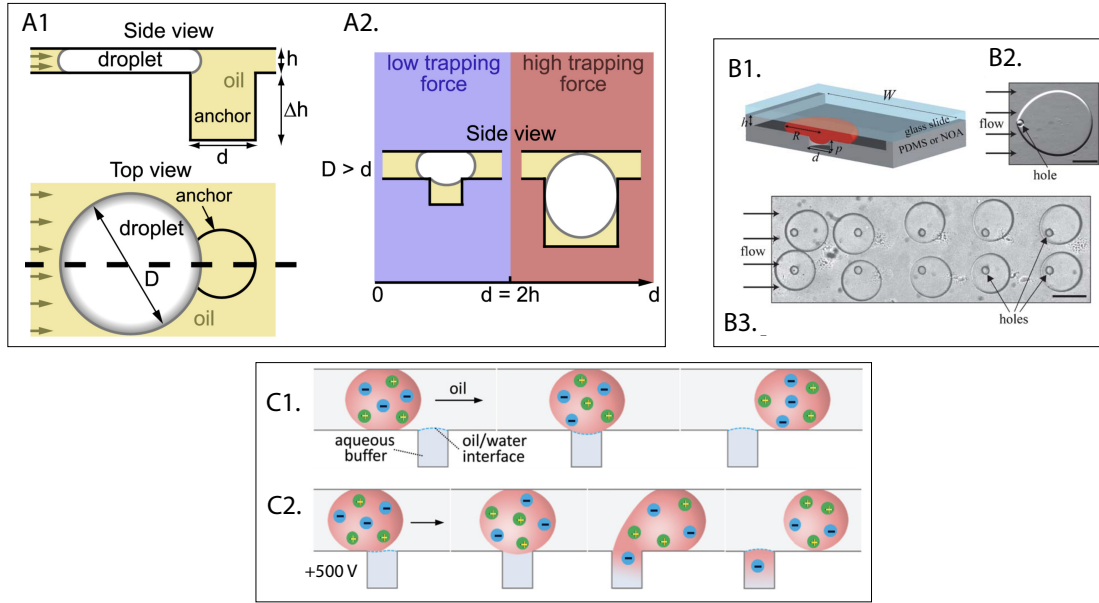 A1
Side view
droplet
h
oil
anchor
Δh
d
Top view
anchor
droplet
D
oil
A2.
low trapping
force
high trapping
force
Side view
D > d
0
d = 2h
d
B1.
W
h
R
glass slide
PDMS or NOA
p
d
B2.
flow
hole
flow
holes
B3.
C1.
oil
aqueous
buffer
oil/water
interface
C2.
+500 V